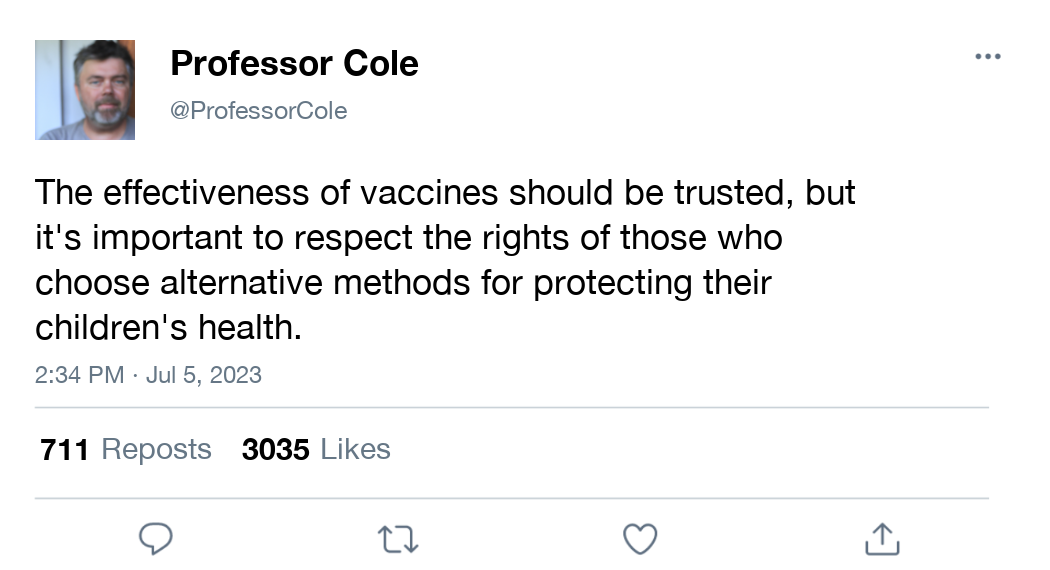 Professor Cole
@ProfessorCole
The effectiveness of vaccines should be trusted, but
it's important to respect the rights of those who
choose alternative methods for protecting their
children's health.
2:34 PM · Jul 5, 2023
711 Reposts 3035 Likes